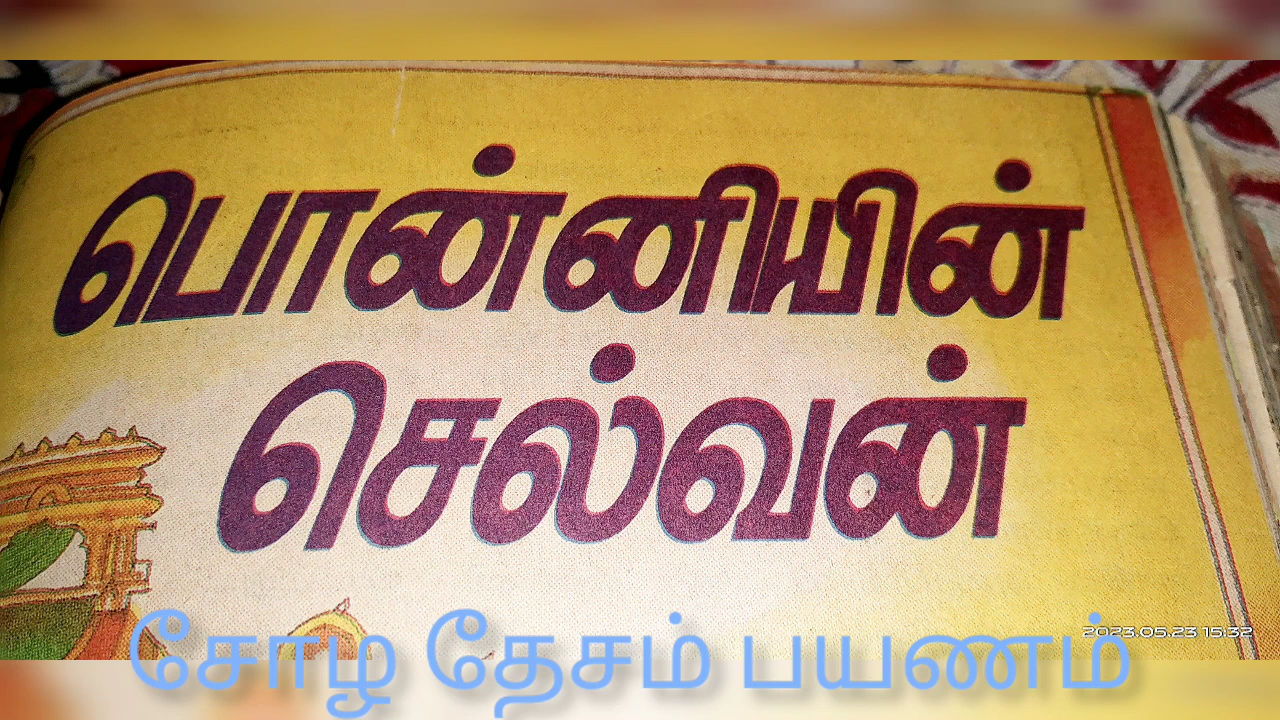 பொன்னியின்
செல்வன்
2023.05.23 15:32
சோழ தேசம் பயணம்